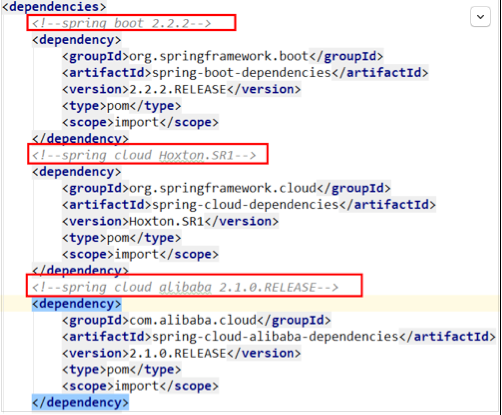 <dependencies>
<!--spring boot 2.2.2-->
<dependency>
<groupId>org.springframework.boot</groupId>
<artifactId>spring-boot-dependencies</artifactId>
<version>2.2.2.RELEASE</version>
<type>pom</type>
<scope>import</scope>
</dependency>
<!--spring cloud Hoxton.SR1-->
<dependency>
<groupId>org.springframework.cloud</groupId>
<artifactId>spring-cloud-dependencies</artifactId>
<version>Hoxton.SR1</version>
<type>pom</type>
<scope>import</scope>
</dependency>
<!--spring cloud alibaba 2.1.0.RELEASE-->
<dependency>
<groupId>com.alibaba.cloud</groupId>
<artifactId>spring-cloud-alibaba-dependencies</artifactId>
<version>2.1.0.RELEASE</version>
<type>pom</type>
<scope>import</scope>
</dependency>